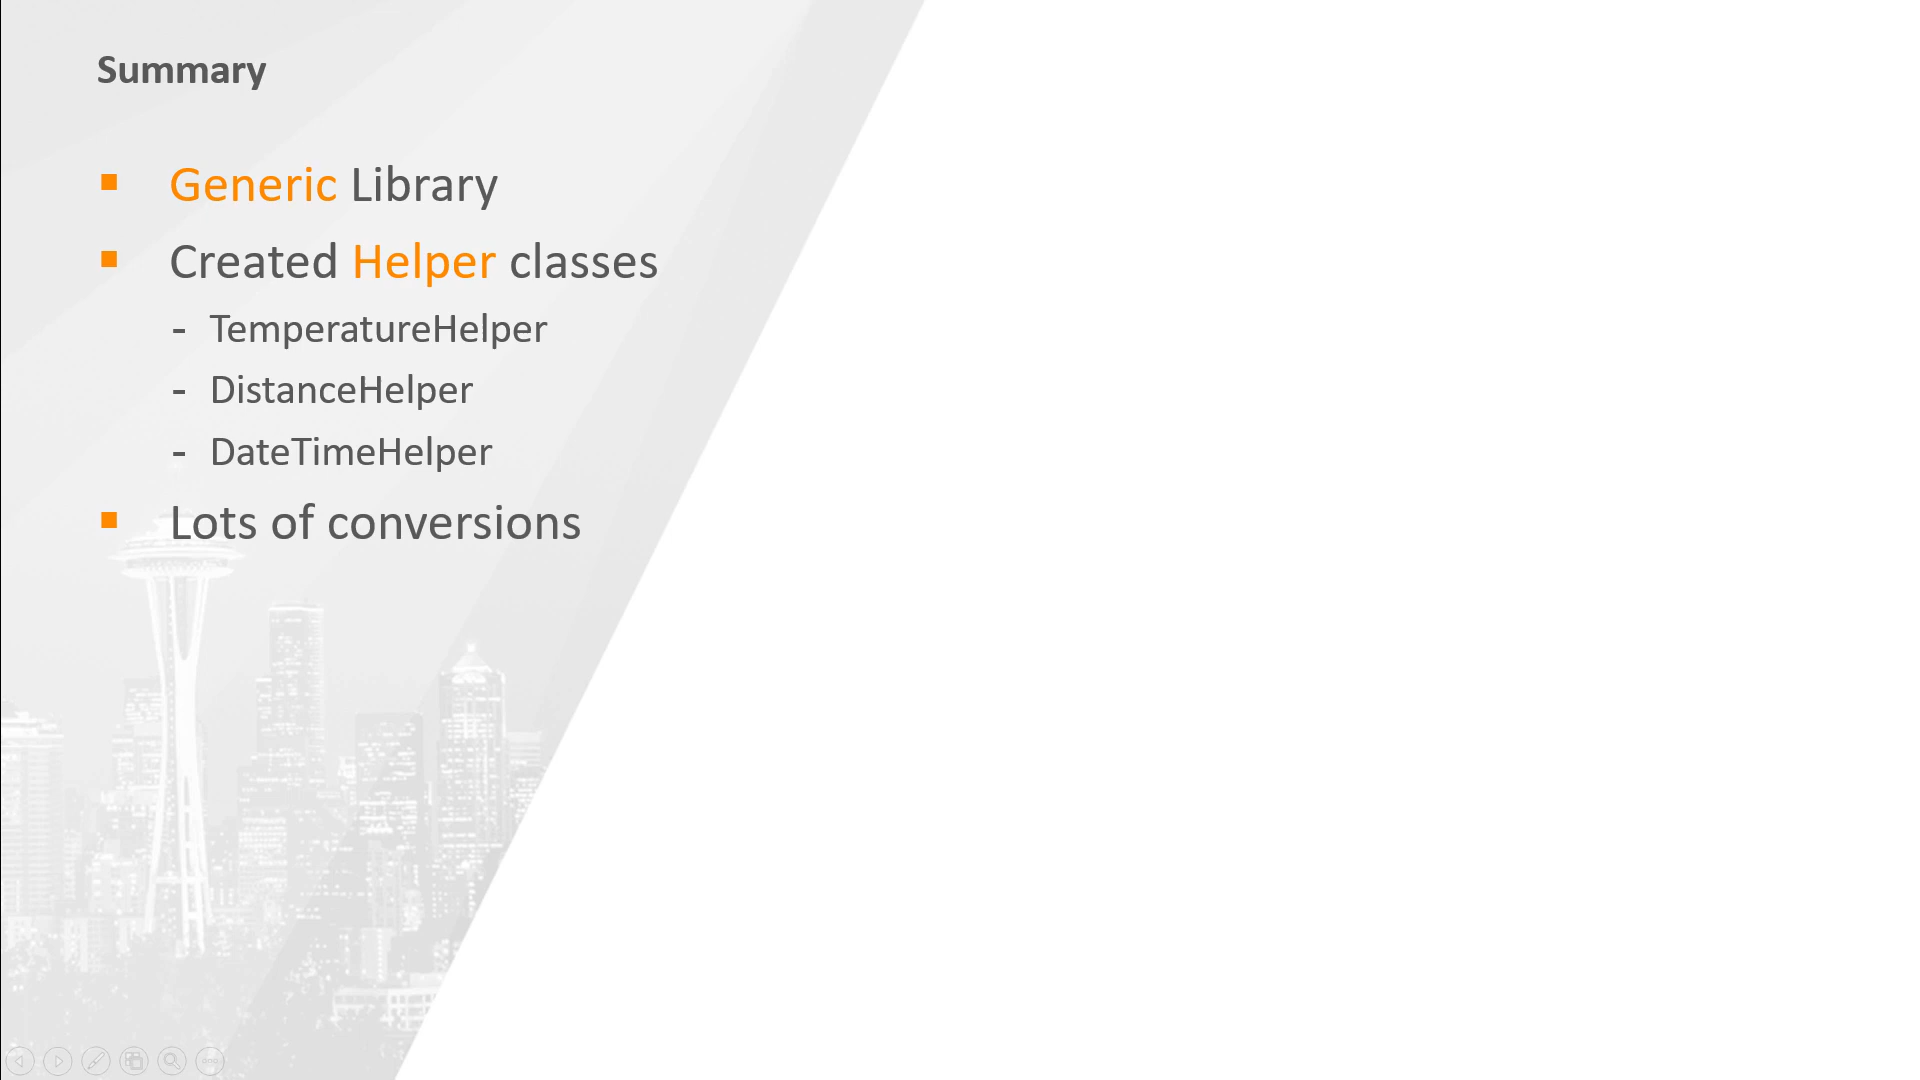 Summary
▪ Generic Library
▪ Created Helper classes
- TemperatureHelper
- DistanceHelper
- DateTimeHelper
▪ Lots of conversions